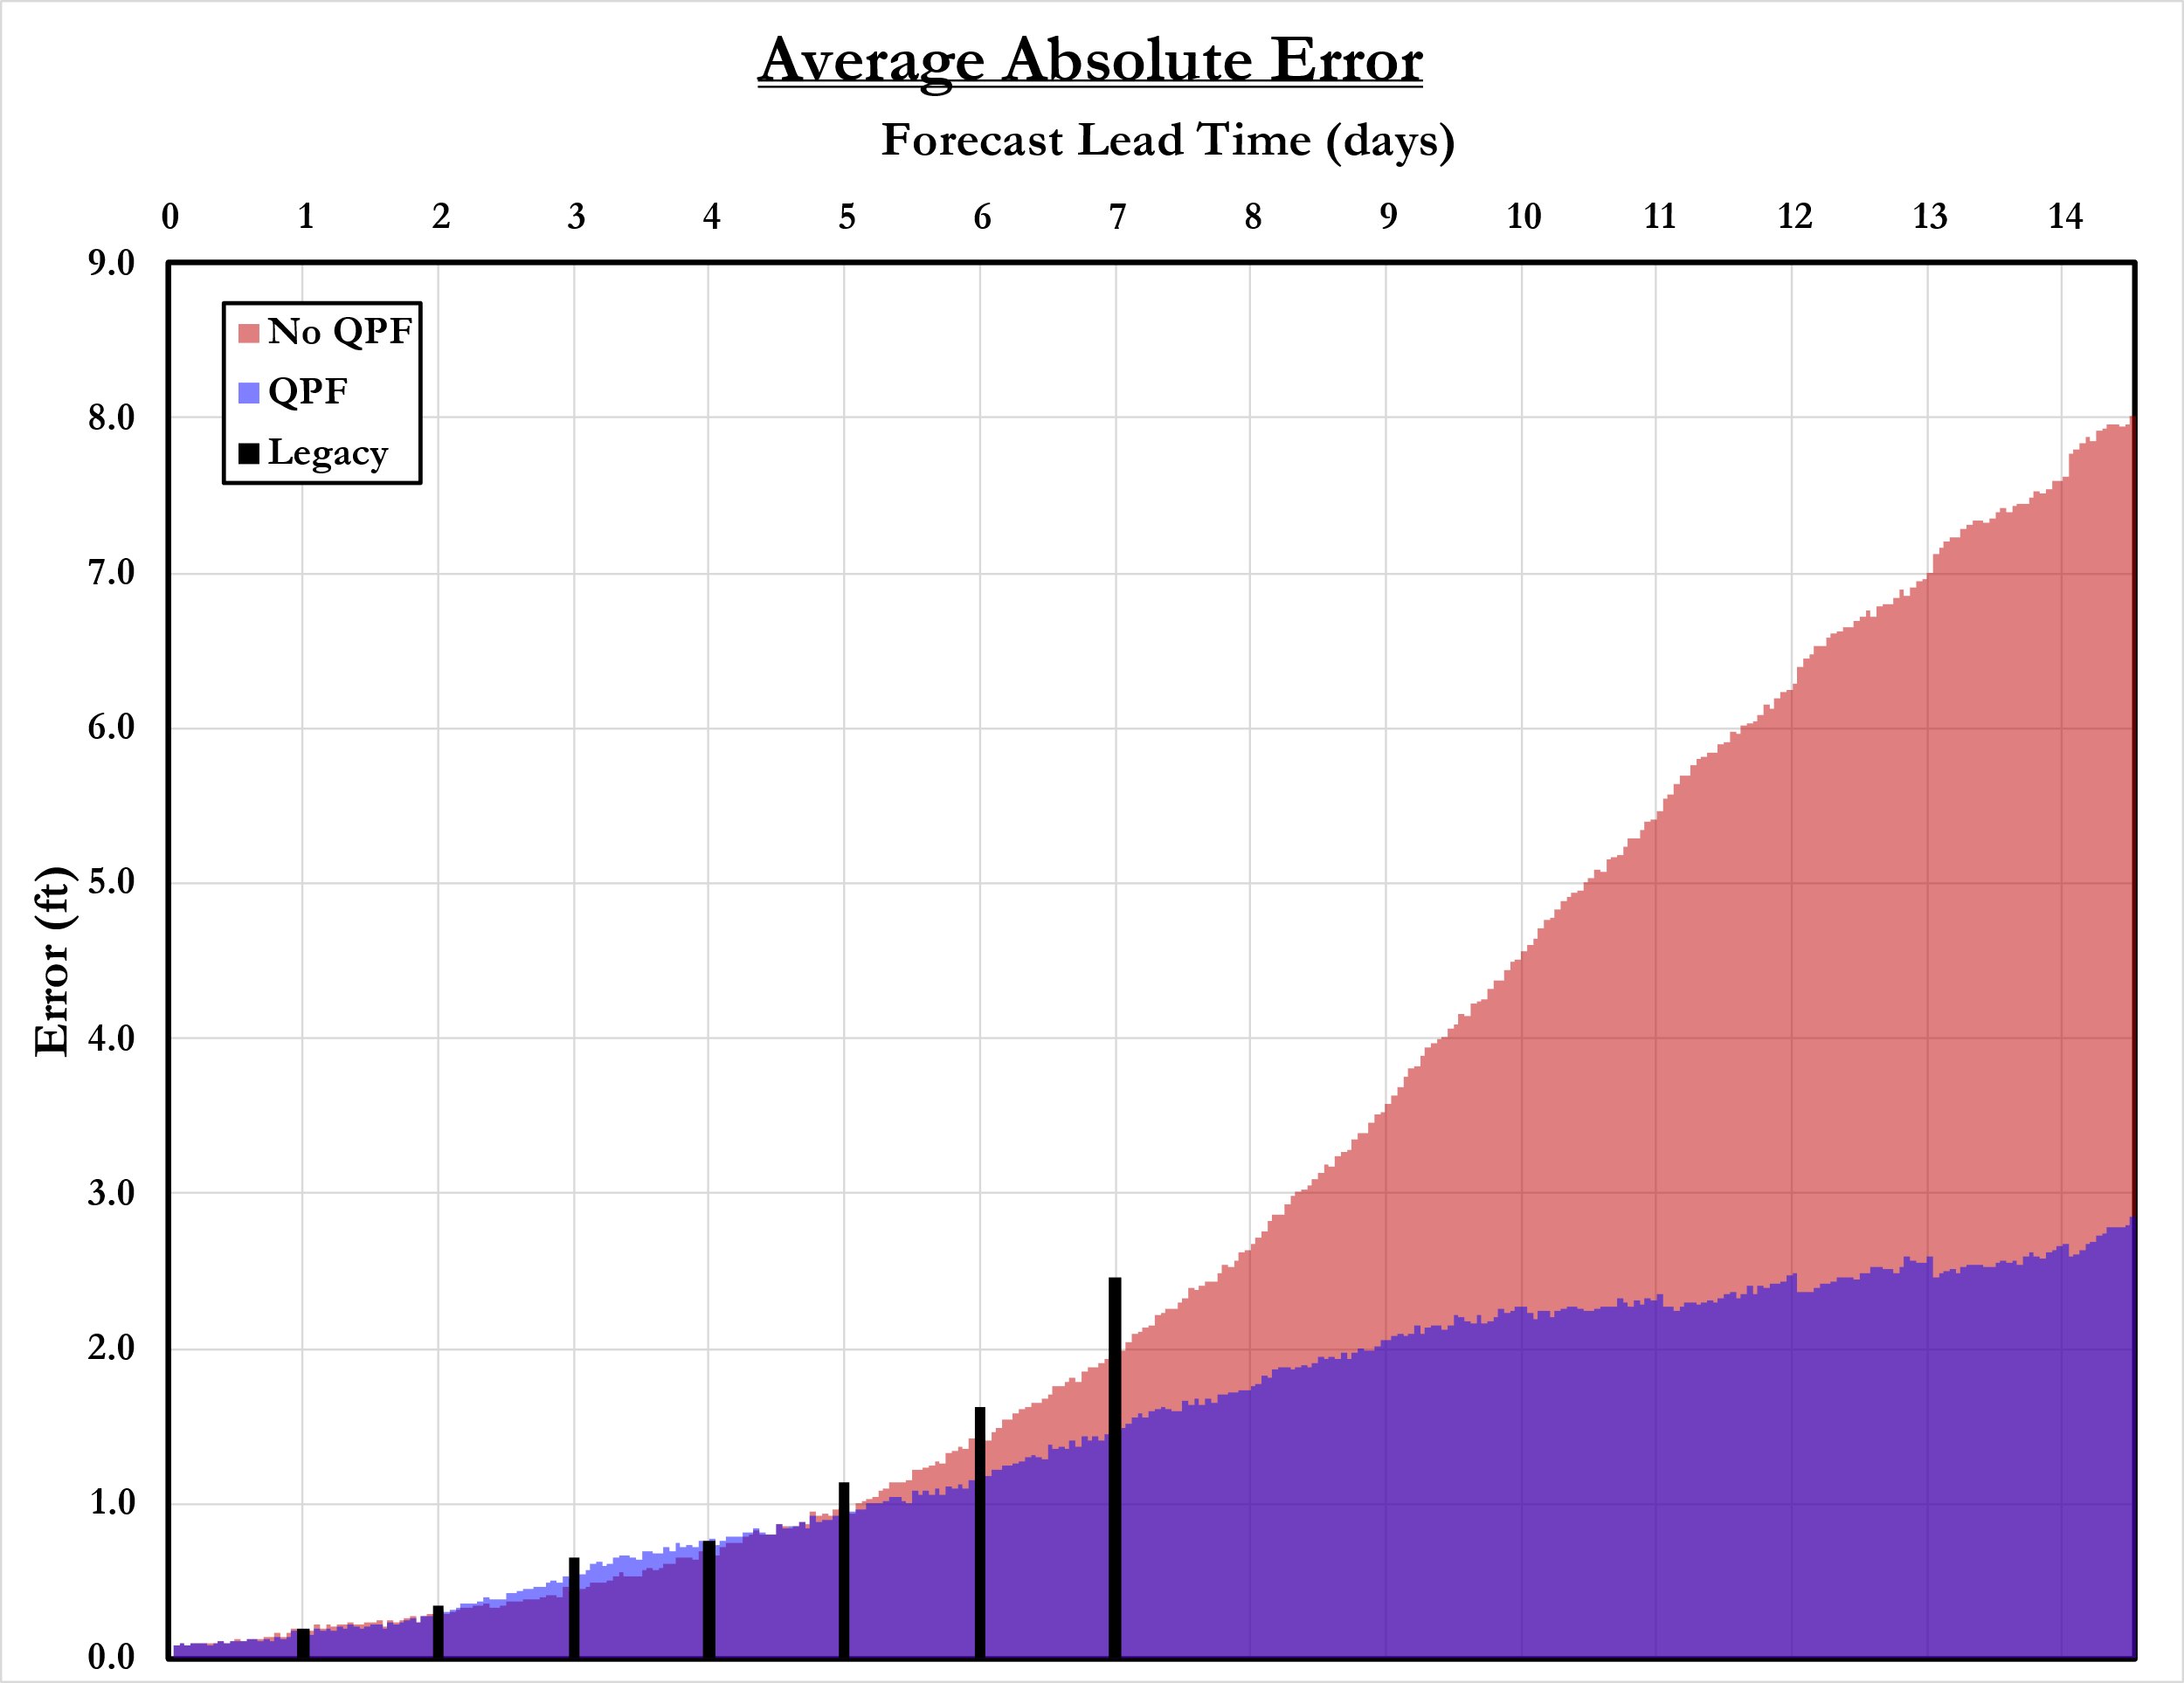 Average Absolute Error
Forecast Lead Time (days)
0 1 2 3 4 5 6 7 8 9 10 11 12 13 14
9.0
No QPF
QPF
8.0
Legacy
7.0
6.0
5.0
Error (ft)
4.0
3.0
2.0
1.0
0.0